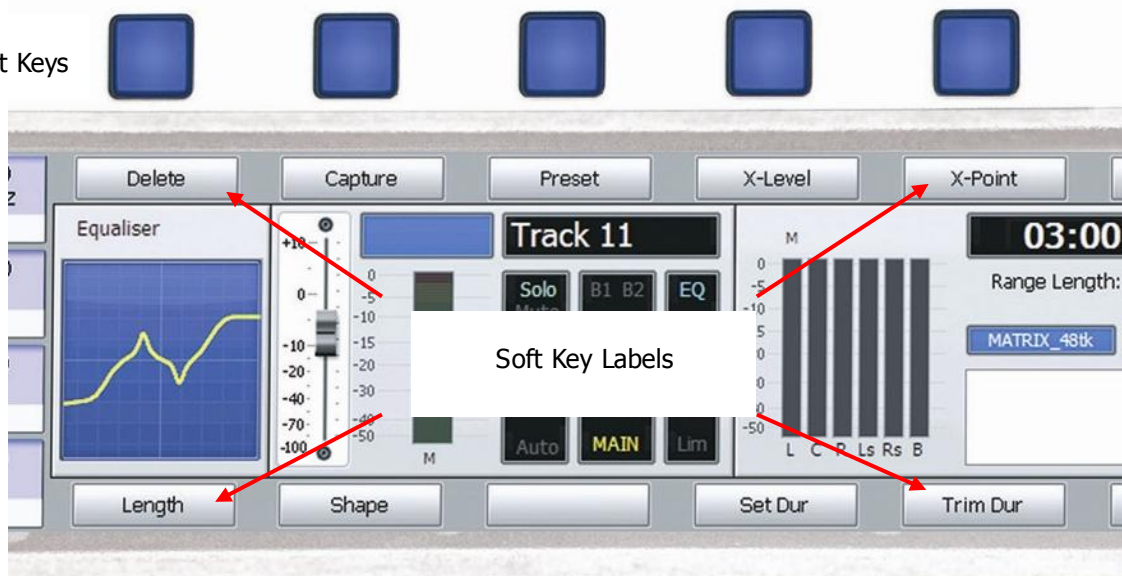 t Keys
Delete
Capture
Preset
X-Level
X-Point
Equaliser
Track 11
03:00
Range Length:
MATRIX_48tk
+10
0
-10
-20
-40
-70
-100
0
-5
-10
-15
-20
-30
-40
-50
M
Solo
B1 B2
EQ
Mute
Soft Key Labels
Auto
MAIN
Lim
M
0
-5
-10
-50
L C R Ls Rs B
Length
Shape
Set Dur
Trim Dur